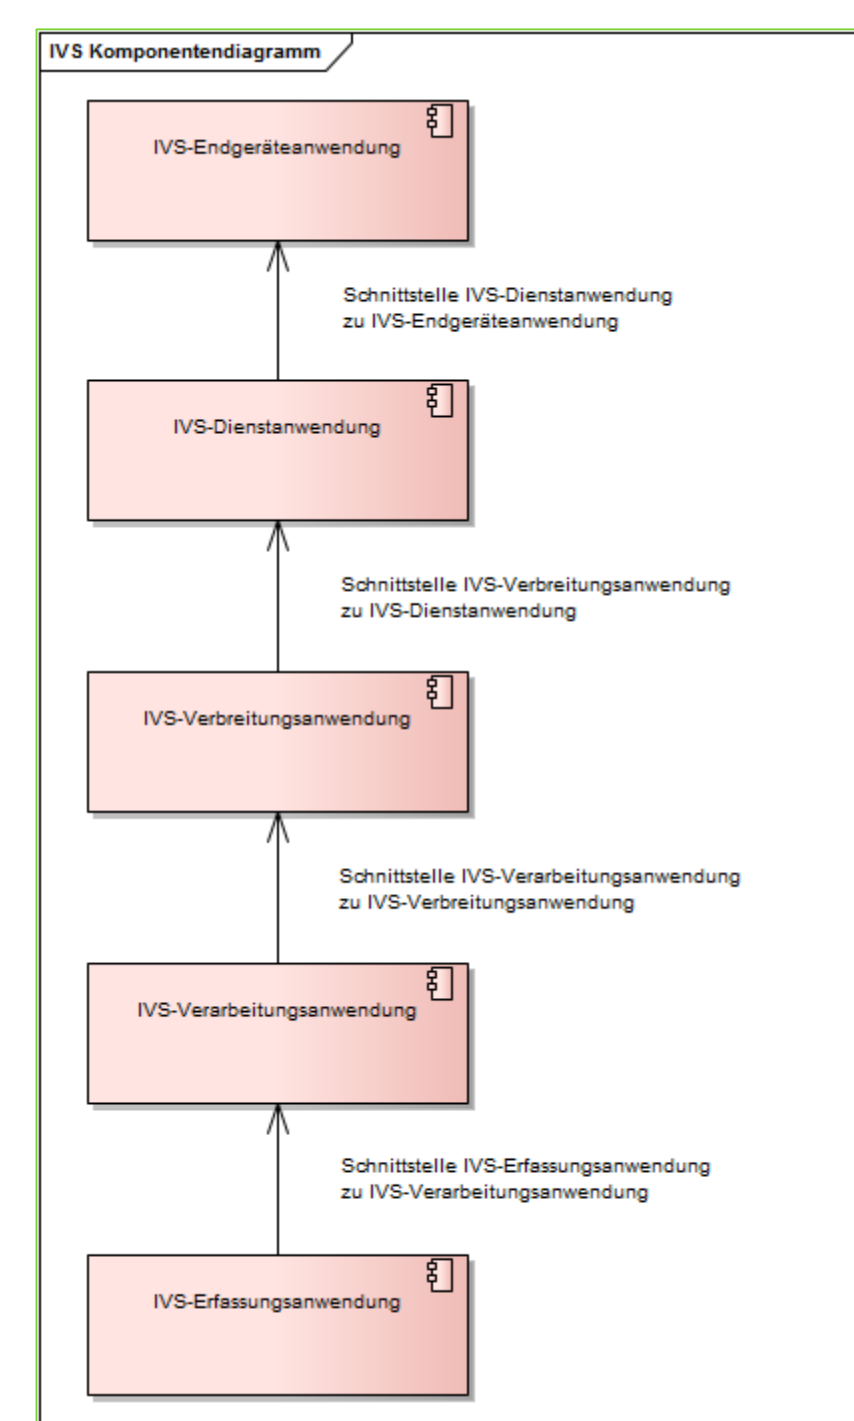 IVS Komponentendiagramm
IVS-Endgeräteanwendung
Schnittstelle IVS-Dienstanwendung
zu IVS-Endgeräteanwendung
IVS-Dienstanwendung
Schnittstelle IVS-Verbreitungsanwendung
zu IVS-Dienstanwendung
IVS-Verbreitungsanwendung
Schnittstelle IVS-Verarbeitungsanwendung
zu IVS-Verbreitungsanwendung
IVS-Verarbeitungsanwendung
Schnittstelle IVS-Erfassungsanwendung
zu IVS-Verarbeitungsanwendung
IVS-Erfassungsanwendung